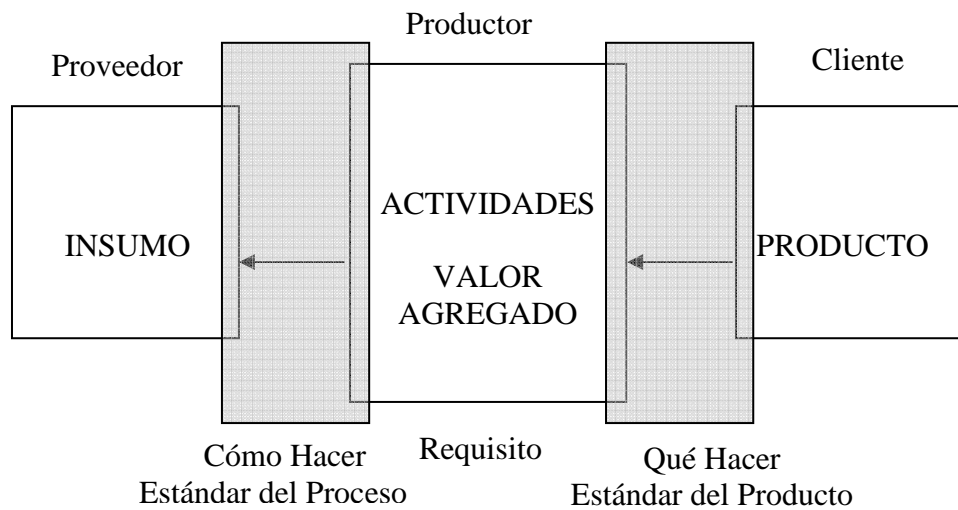 Productor
Proveedor
Cliente
ACTIVIDADES
INSUMO
PRODUCTO
VALOR
AGREGADO
Cómo Hacer
Estándar del Proceso
Requisito
Qué Hacer
Estándar del Producto